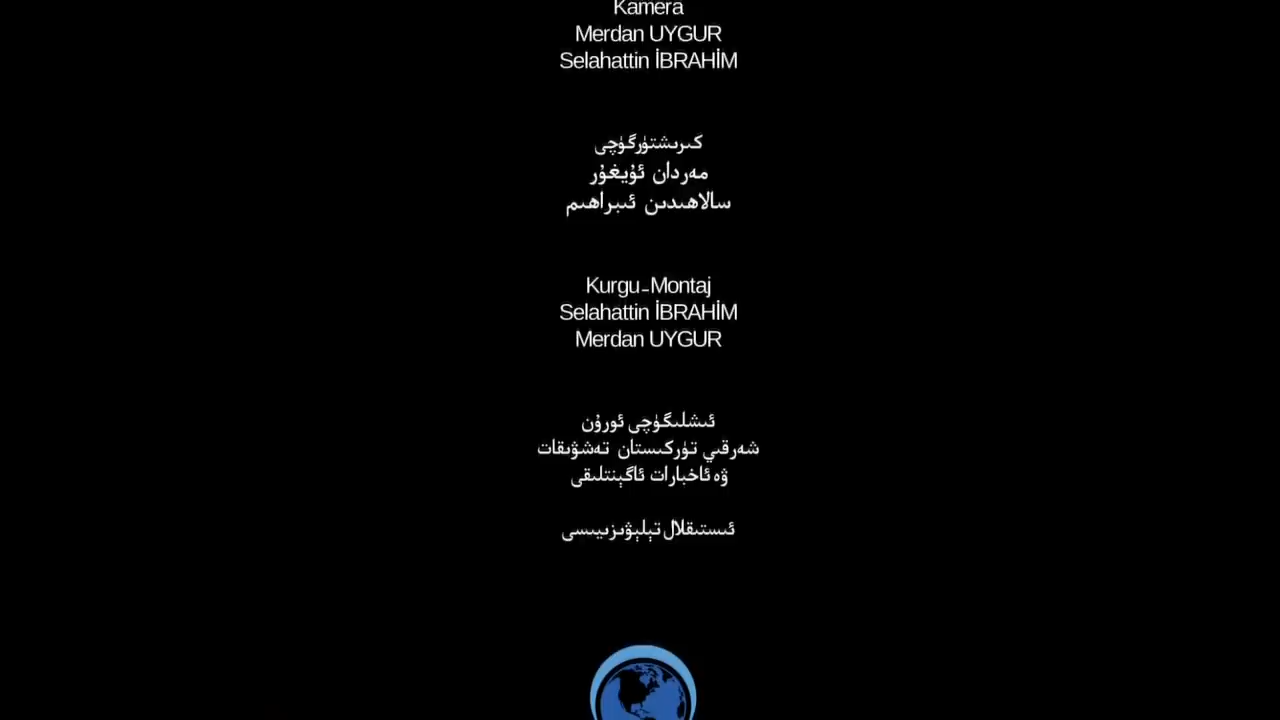 Kamera
Merdan UYGUR
Selahattin İBRAHİM
كىرىشتۈرگۈچى
مەردان ئۇيغۇر
سالاھىدىن ئىبراھىم
Kurgu-Montaj
Selahattin İBRAHİM
Merdan UYGUR
ئىشلىگۈچى ئورۇن
شەرقىي تۈركىستان تەشۋىقات
ۋە ئاخبارات ئاگېنتلىقى
ئىستىقلال تېلېۋىزىيىسى